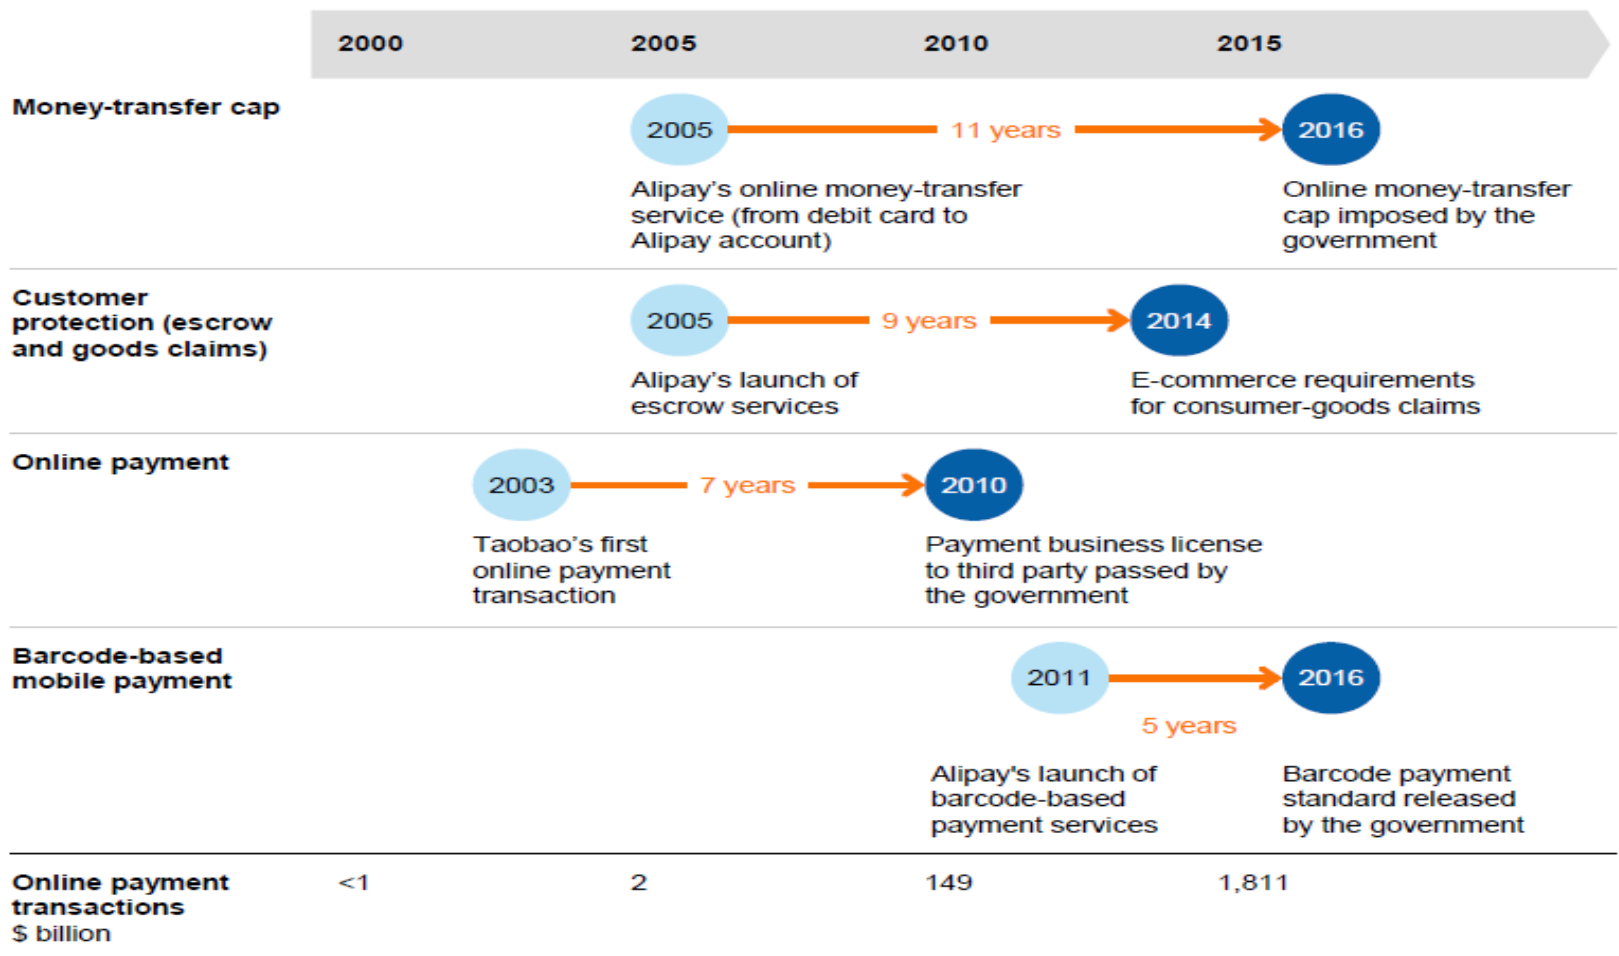 2000 2005 2010 2015
Money-transfer cap
2005 11 years 2016
Alipay’s online money-transfer
service (from debit card to
Alipay account)
Online money-transfer
cap imposed by the
government
Customer
protection (escrow
and goods claims)
2005 9 years 2014
Alipay’s launch of
escrow services
E-commerce requirements
for consumer-goods claims
Online payment
2003 7 years 2010
Taobao’s first
online payment
transaction
Payment business license
to third party passed by
the government
Barcode-based
mobile payment
2011 2016
5 years
Alipay's launch of
barcode-based
payment services
Barcode payment
standard released
by the government
Online payment
transactions
$ billion
<1 2 149 1,811